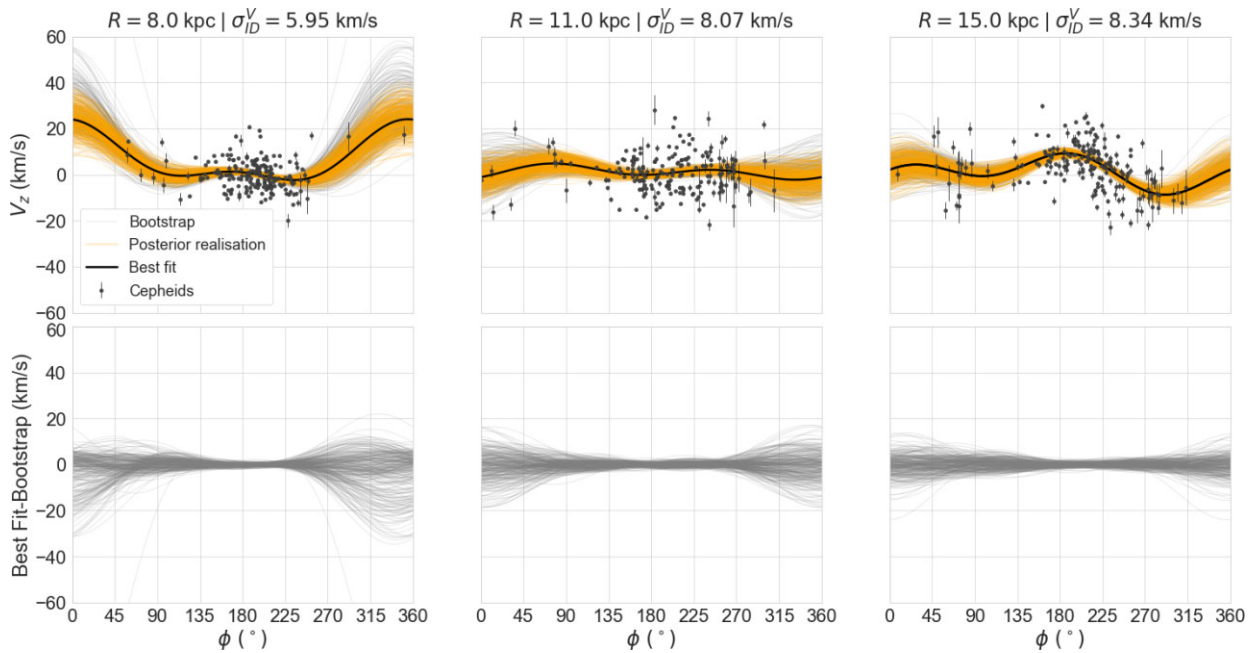 R = 8.0 kpc | σ_ID^V = 5.95 km/s
R = 11.0 kpc | σ_ID^V = 8.07 km/s
R = 15.0 kpc | σ_ID^V = 8.34 km/s
V_z (km/s)
60
40
20
0
−20
−40
−60
Bootstrap
Posterior realisation
Best fit
Cepheids
Best Fit-Bootstrap (km/s)
60
40
20
0
−20
−40
−60
0 45 90 135 180 225 270 315 360
0 45 90 135 180 225 270 315 360
0 45 90 135 180 225 270 315 360
ϕ (°)
ϕ (°)
ϕ (°)